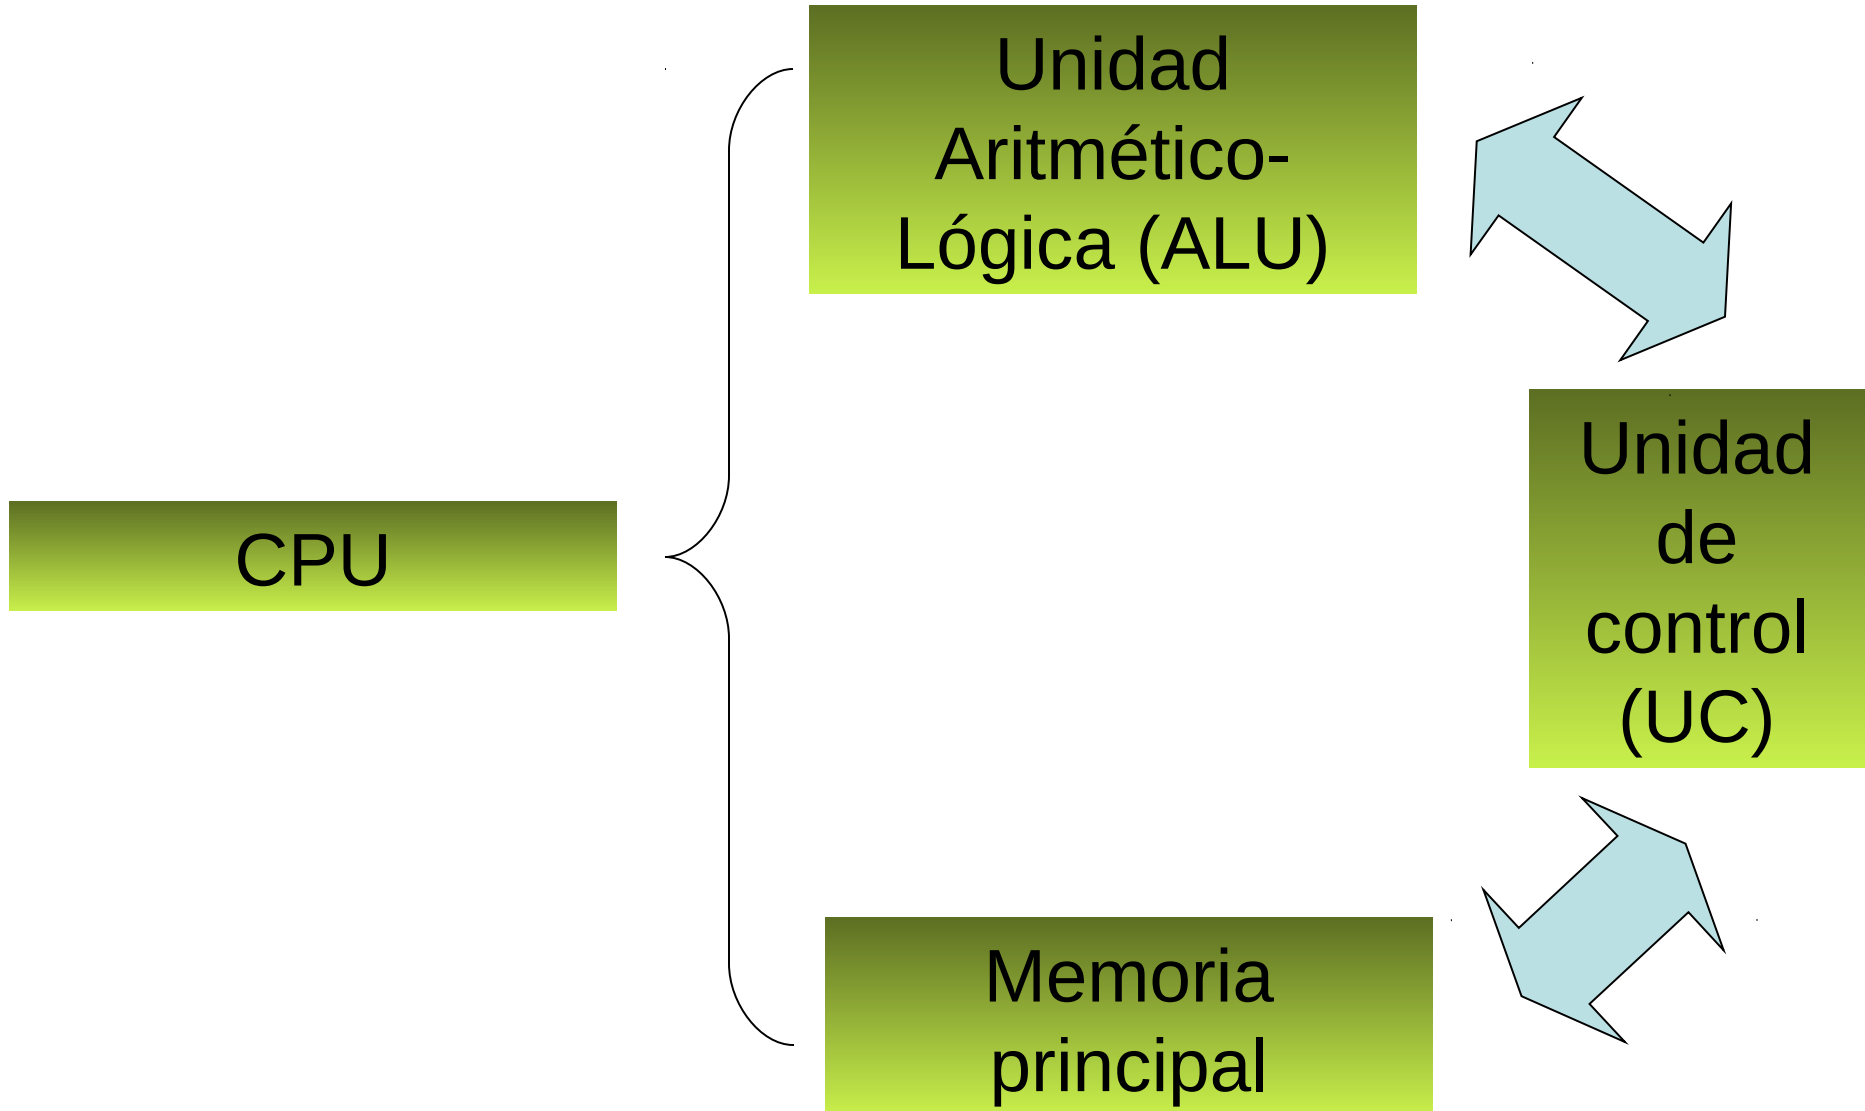 Unidad
Aritmético-
Lógica (ALU)
CPU
Unidad
de
control
(UC)
Memoria
principal